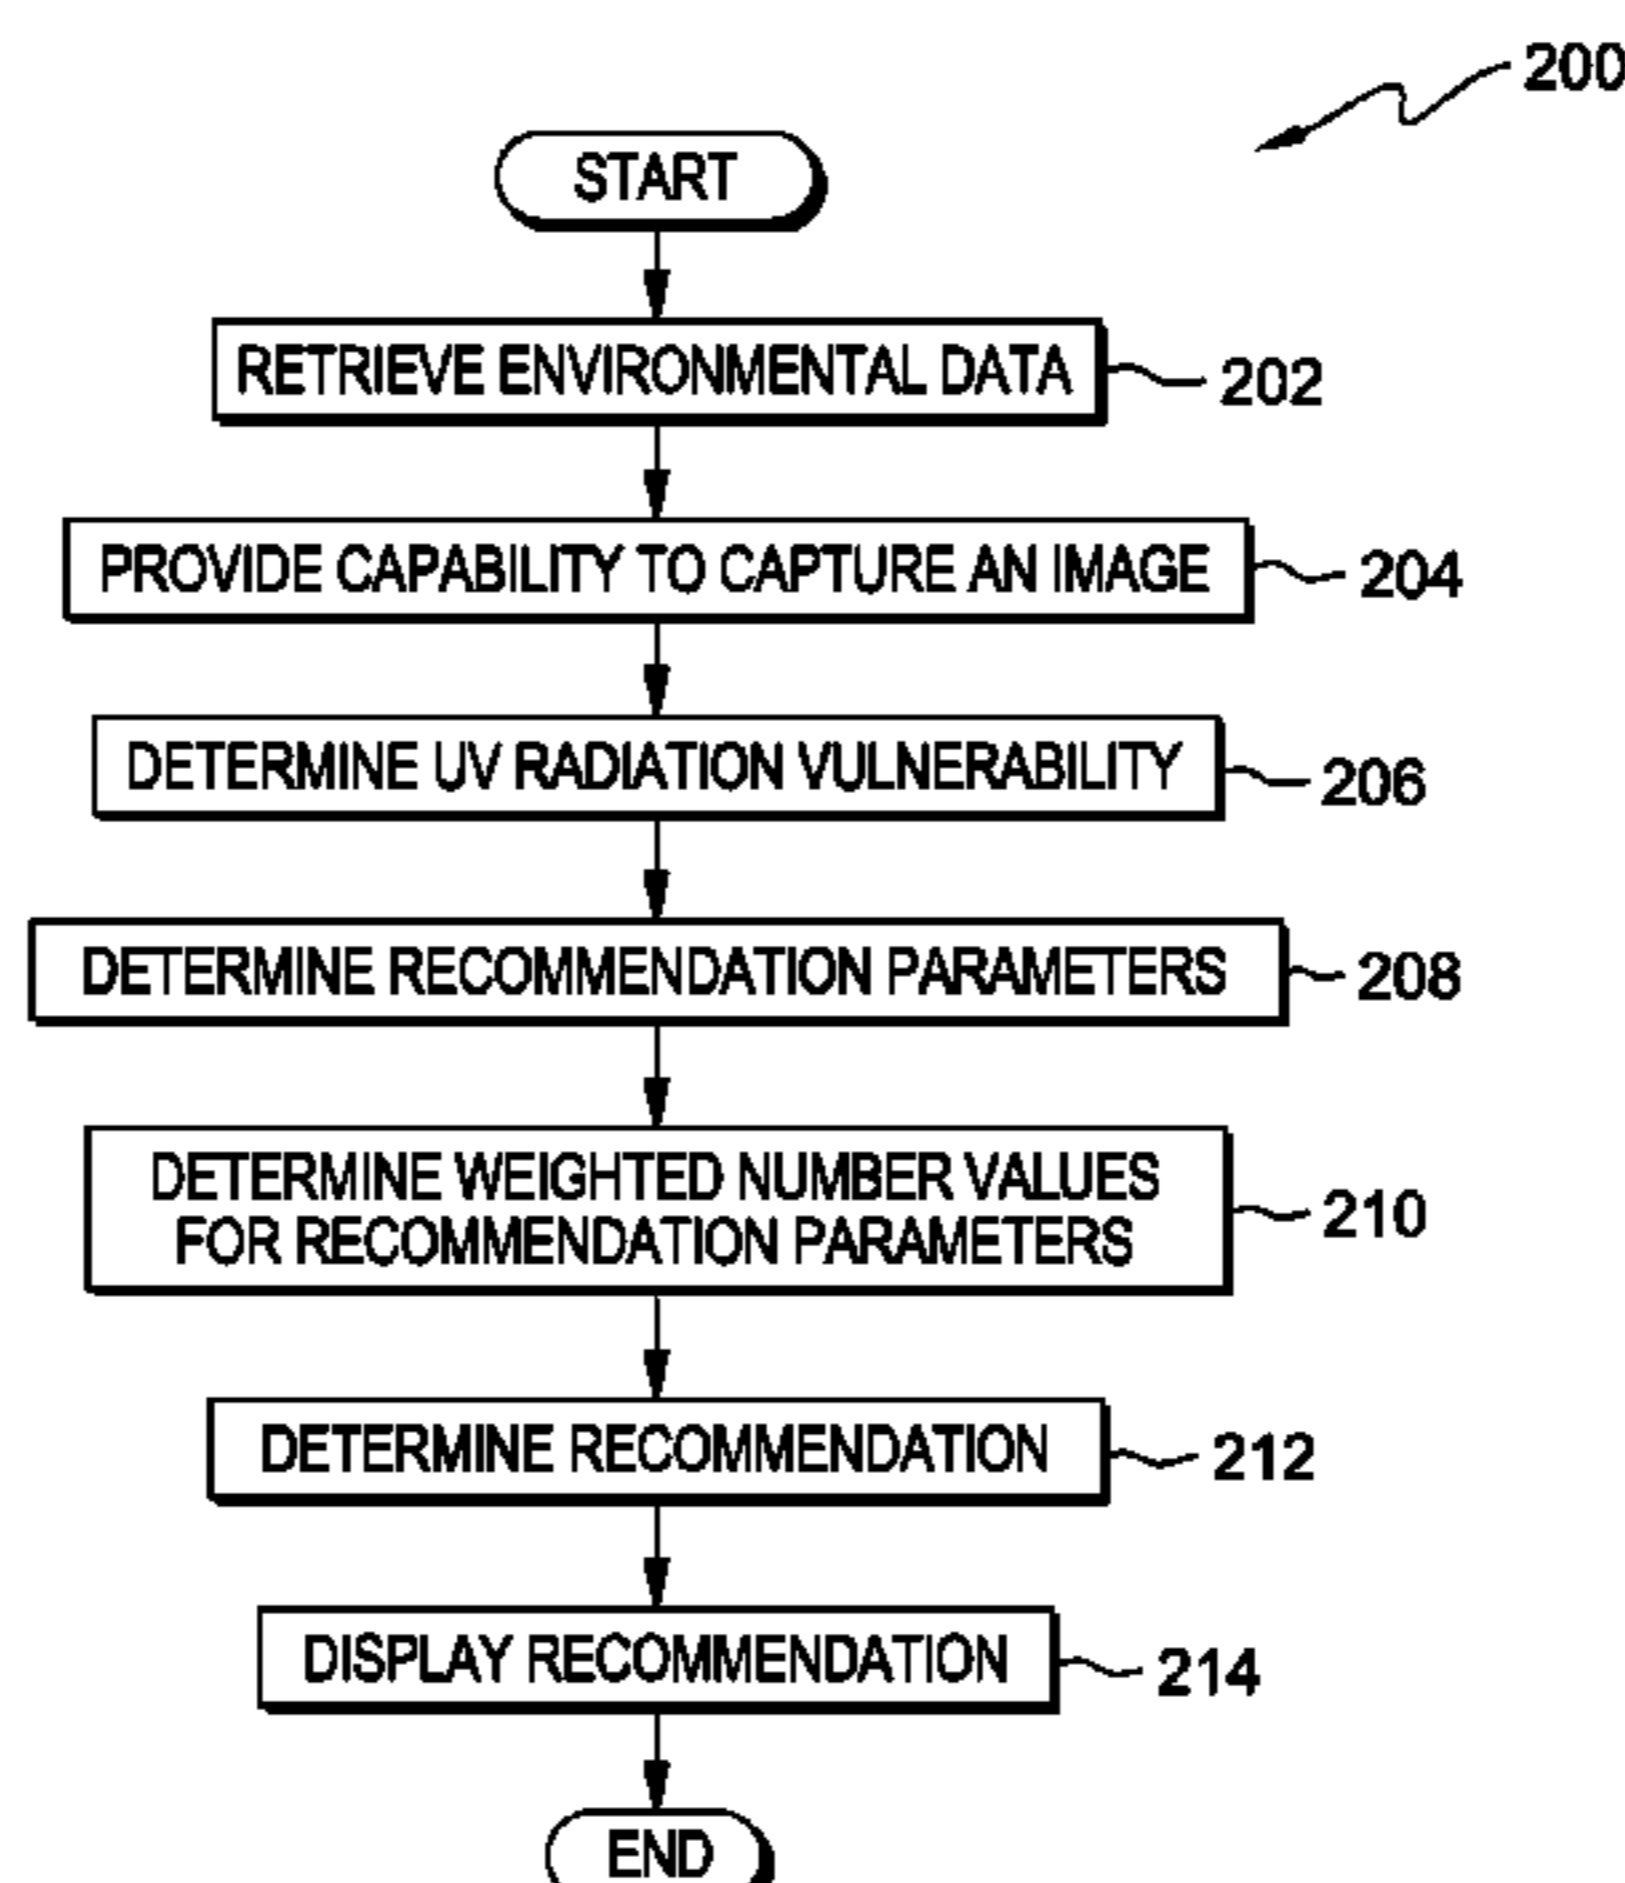 200
START
RETRIEVE ENVIRONMENTAL DATA
202
PROVIDE CAPABILITY TO CAPTURE AN IMAGE
204
DETERMINE UV RADIATION VULNERABILITY
206
DETERMINE RECOMMENDATION PARAMETERS
208
DETERMINE WEIGHTED NUMBER VALUES
FOR RECOMMENDATION PARAMETERS
210
DETERMINE RECOMMENDATION
212
DISPLAY RECOMMENDATION
214
END